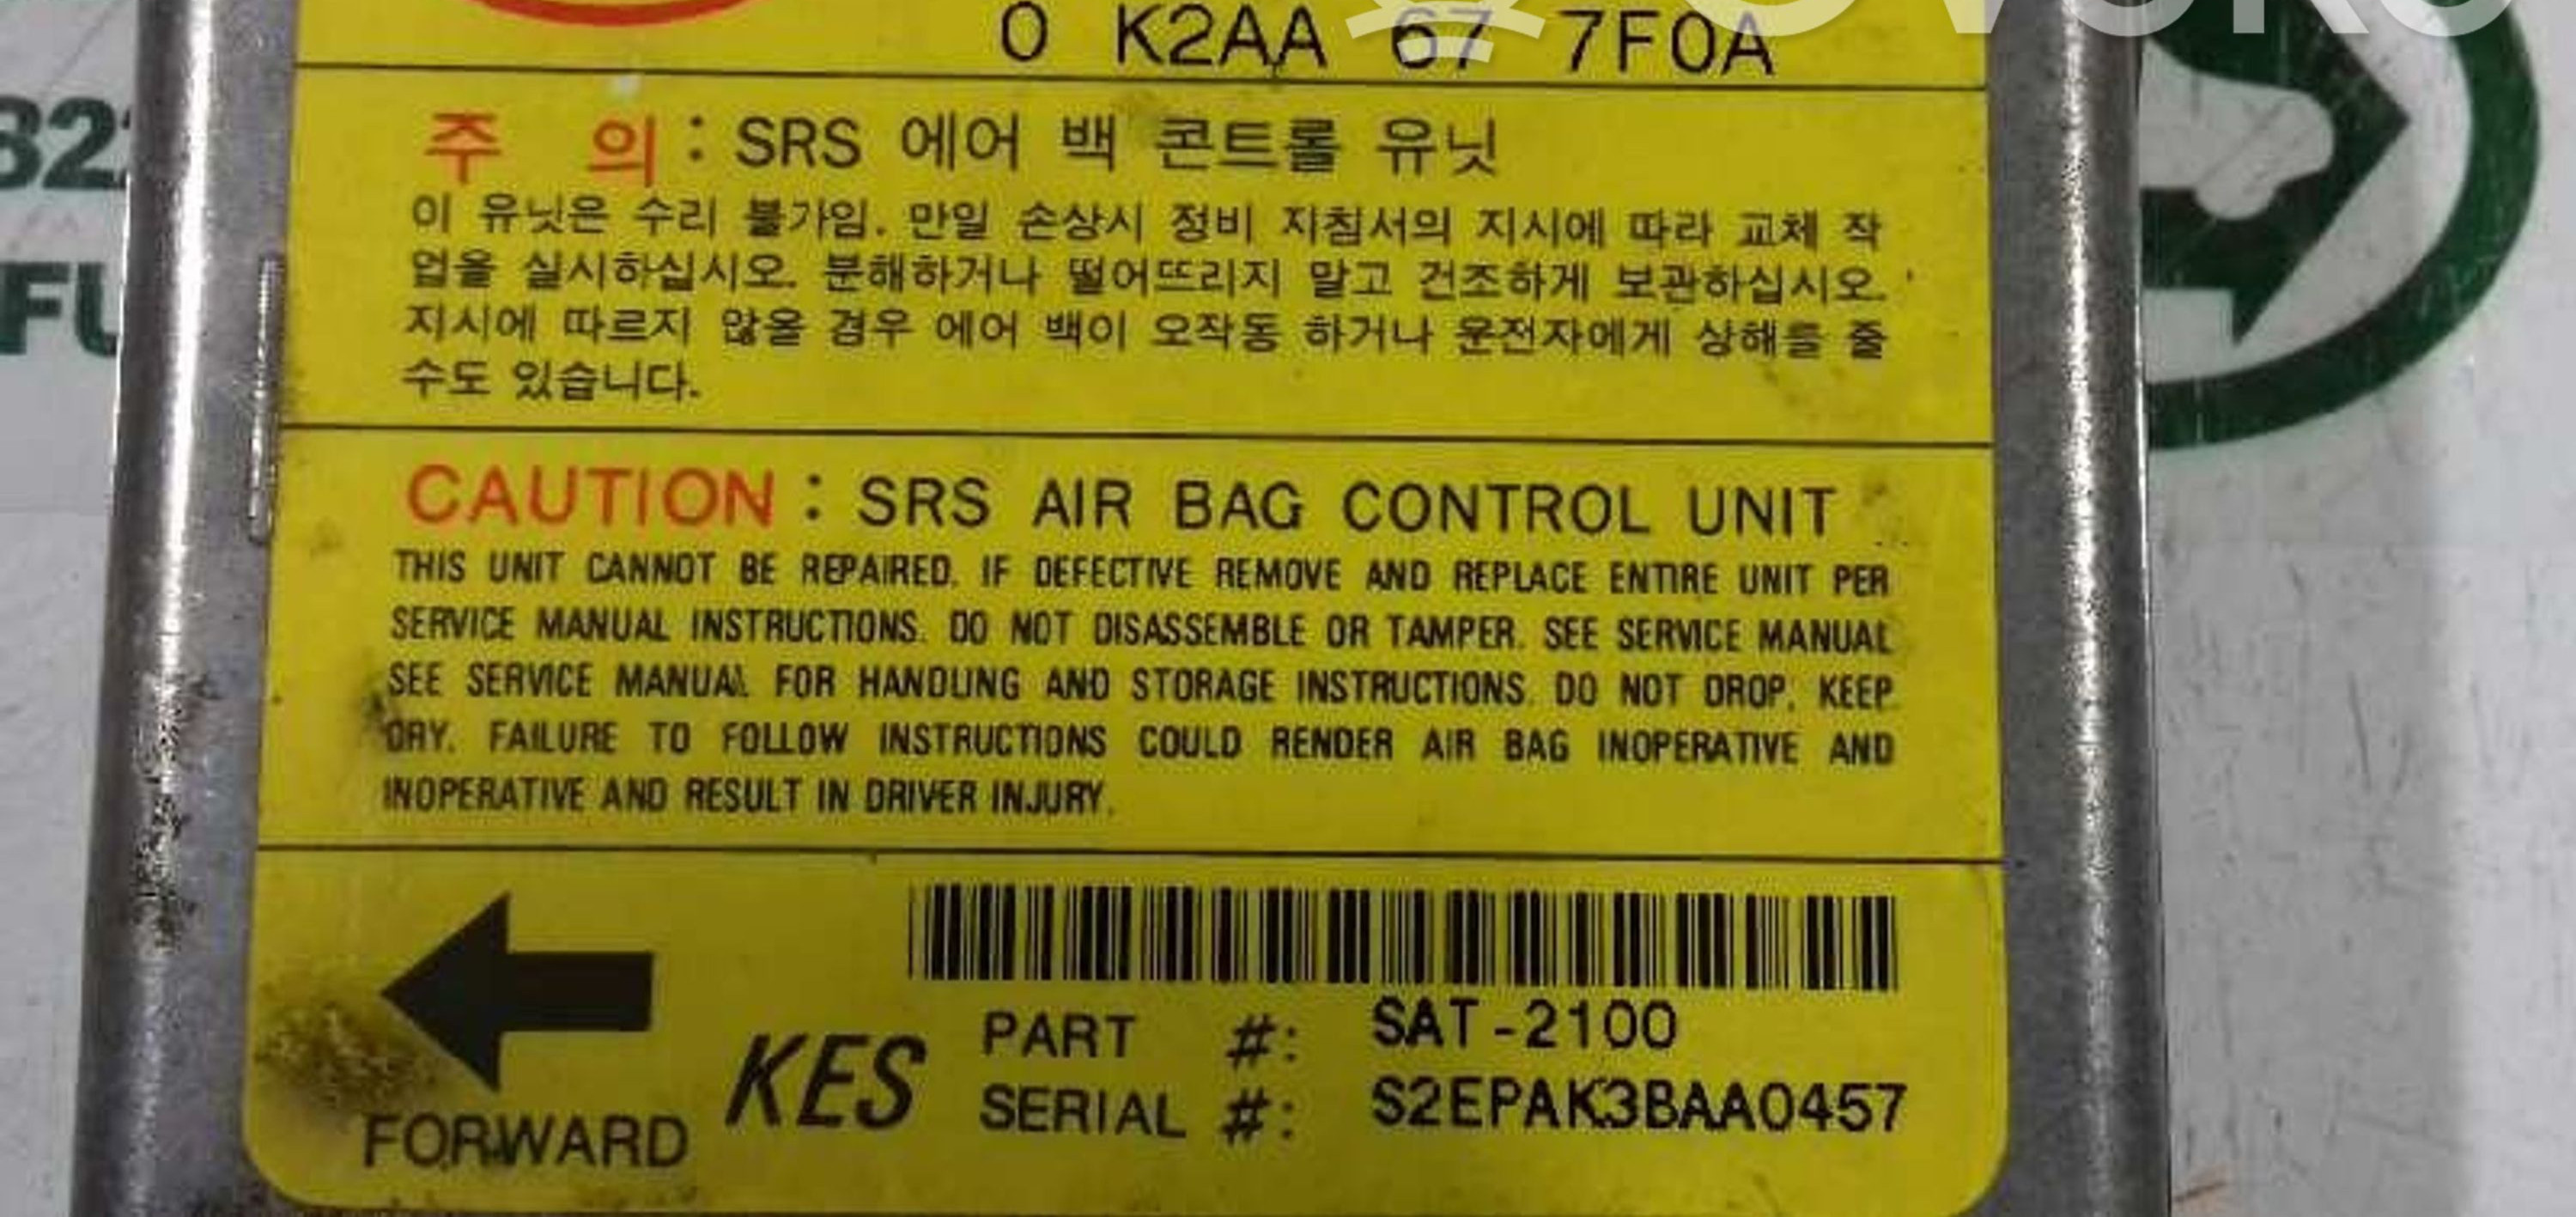 0 K2AA 67 7F0A
주 의 : SRS 에어 백 콘트롤 유닛
이 유닛은 수리 불가임. 만일 손상시 정비 지침서의 지시에 따라 교체 작
업을 실시하십시오. 분해하거나 떨어뜨리지 말고 건조하게 보관하십시오.
지시에 따르지 않을 경우 에어 백이 오작동 하거나 운전자에게 상해를 줄
수도 있습니다.
CAUTION : SRS AIR BAG CONTROL UNIT
THIS UNIT CANNOT BE REPAIRED. IF DEFECTIVE REMOVE AND REPLACE ENTIRE UNIT PER
SERVICE MANUAL INSTRUCTIONS. DO NOT DISASSEMBLE OR TAMPER. SEE SERVICE MANUAL
SEE SERVICE MANUAL FOR HANDLING AND STORAGE INSTRUCTIONS. DO NOT DROP, KEEP
DRY. FAILURE TO FOLLOW INSTRUCTIONS COULD RENDER AIR BAG INOPERATIVE AND
INOPERATIVE AND RESULT IN DRIVER INJURY.
FORWARD
KES
PART #: SAT-2100
SERIAL #: S2EPAK3BAA0457